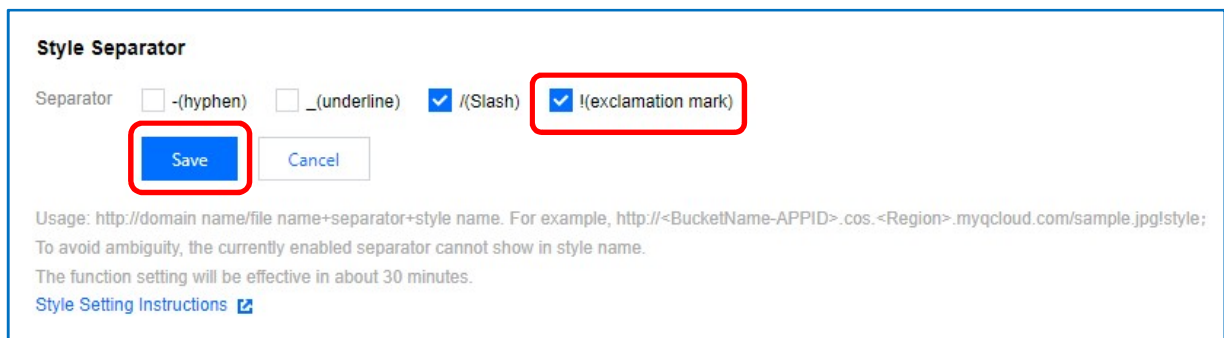 Style Separator
Separator -(hyphen) _(underline) /(Slash) !(exclamation mark)
Save Cancel
Usage: http://domain name/file name+separator+style name. For example, http://<BucketName-APPID>.cos.<Region>.myqcloud.com/sample.jpg!style;
To avoid ambiguity, the currently enabled separator cannot show in style name.
The function setting will be effective in about 30 minutes.
Style Setting Instructions